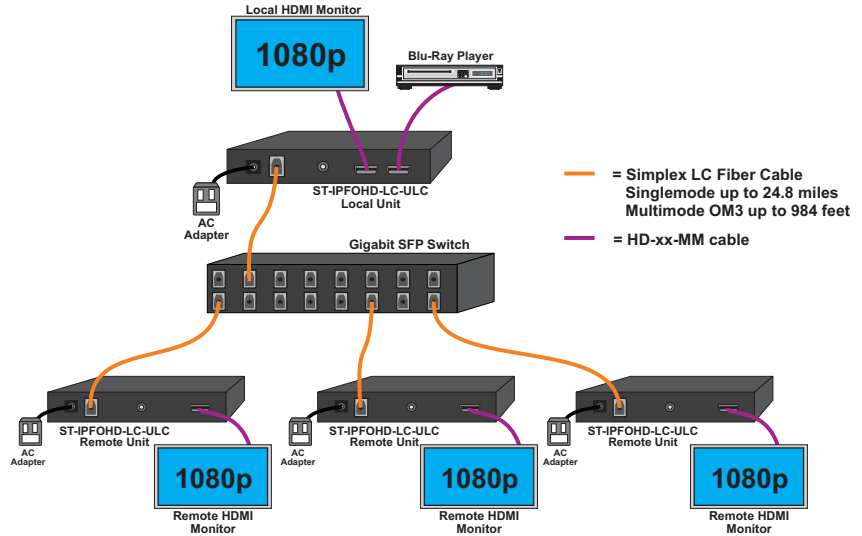 Local HDMI Monitor
1080p
Blu-Ray Player
ST-IPFOHD-LC-ULC
Local Unit
AC
Adapter
= Simplex LC Fiber Cable
Singlemode up to 24.8 miles
Multimode OM3 up to 984 feet
= HD-xx-MM cable
Gigabit SFP Switch
ST-IPFOHD-LC-ULC
Remote Unit
AC
Adapter
1080p
Remote HDMI
Monitor
ST-IPFOHD-LC-ULC
Remote Unit
AC
Adapter
1080p
Remote HDMI
Monitor
ST-IPFOHD-LC-ULC
Remote Unit
AC
Adapter
1080p
Remote HDMI
Monitor